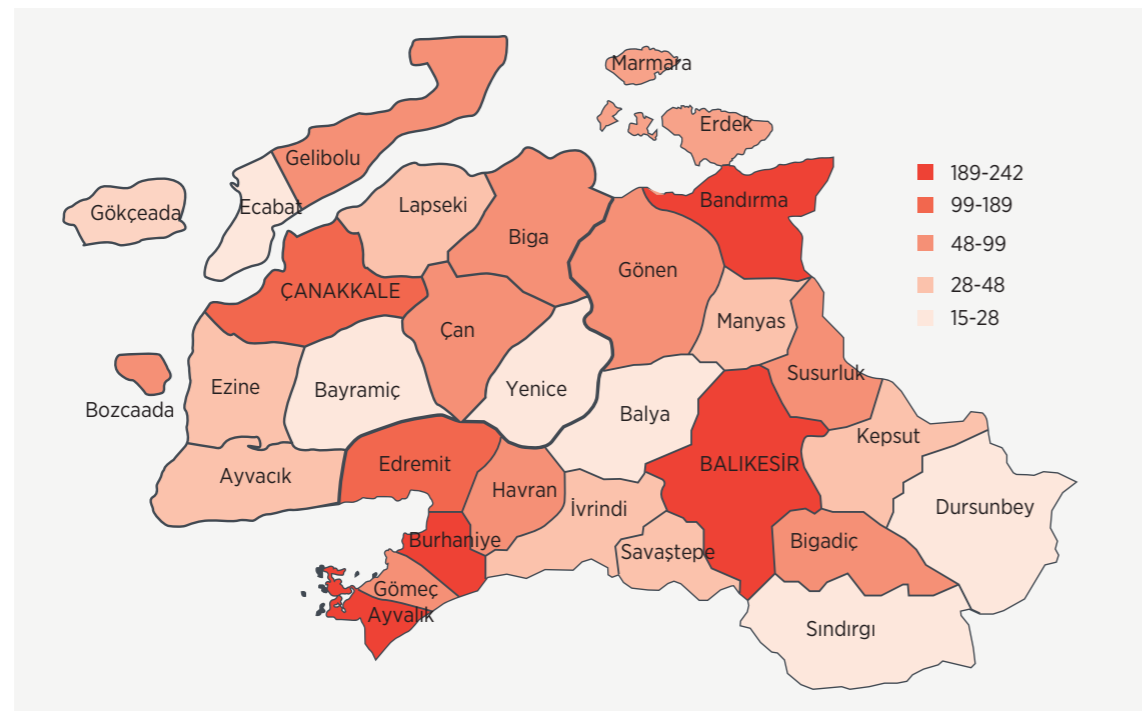 Marmara
Erdek
Gelibolu
Bandırma
Gökçeada
Ecabat
Lapseki
Biga
Gönen
ÇANAKKALE
Çan
Manyas
Susurluk
Ezine
Bayramiç
Yenice
Balya
Bozcaada
Kepsut
Ayvacık
Edremit
Havran
BALIKESİR
İvrindi
Dursunbey
Burhaniye
Savaştepe
Bigadiç
Gömeç
Ayvalık
Sındırgı
189-242
99-189
48-99
28-48
15-28